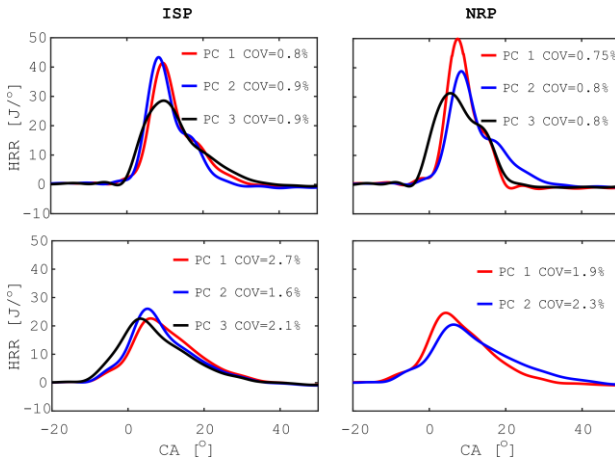 ISP NRP
50
40
30
20
10
0
-10
HRR [J/°]
PC 1 COV=0.8%
PC 2 COV=0.9%
PC 3 COV=0.9%
PC 1 COV=0.75%
PC 2 COV=0.8%
PC 3 COV=0.8%
50
40
30
20
10
0
-10
HRR [J/°]
PC 1 COV=2.7%
PC 2 COV=1.6%
PC 3 COV=2.1%
PC 1 COV=1.9%
PC 2 COV=2.3%
-20 0 20 40 -20 0 20 40
CA [°] CA [°]